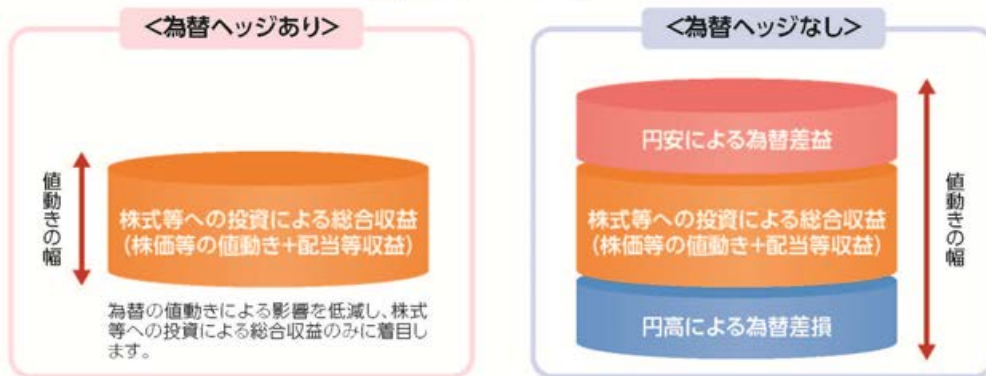 <為替ヘッジあり>
値動きの幅
株式等への投資による総合収益
(株価等の値動き+配当等収益)
為替の値動きによる影響を低減し、株式
等への投資による総合収益のみに着目し
ます。
<為替ヘッジなし>
円安による為替差益
株式等への投資による総合収益
(株価等の値動き+配当等収益)
円高による為替差損
値動きの幅